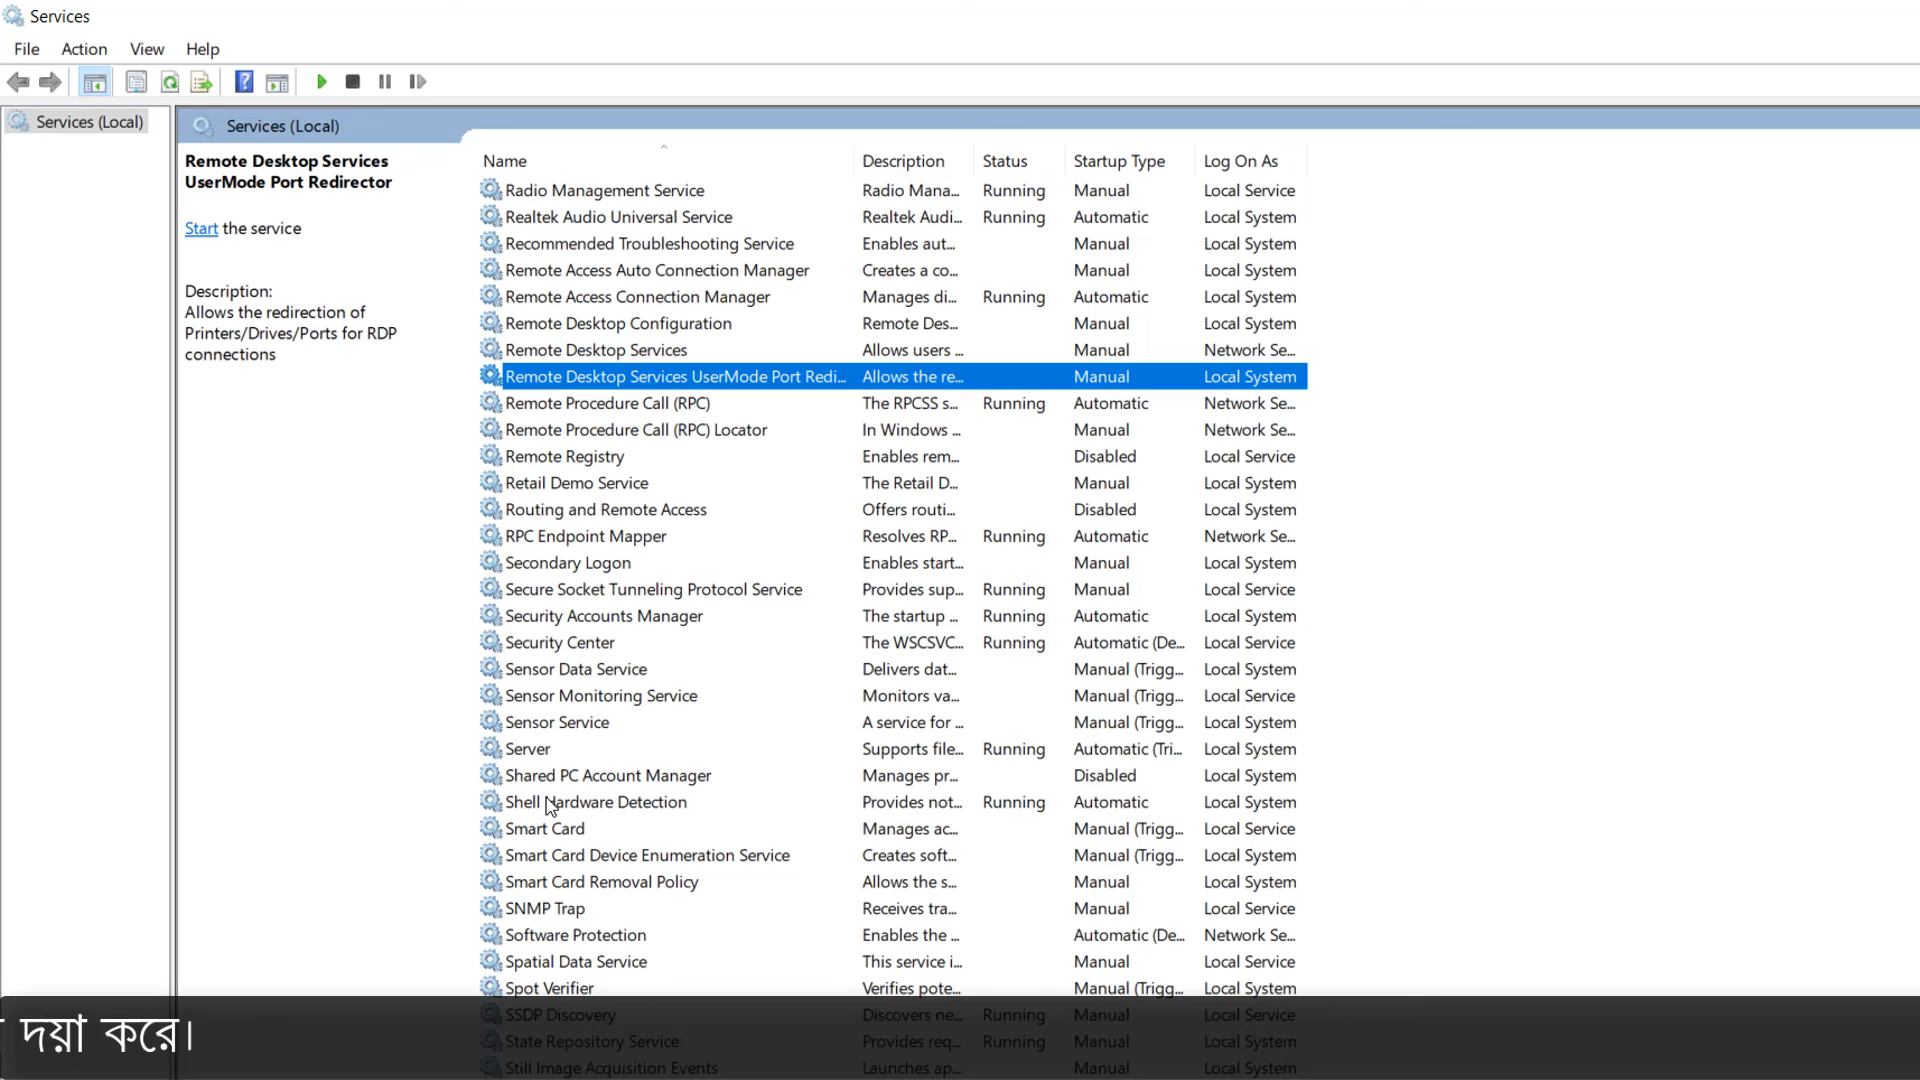 Services
File Action View Help
Services (Local)
Services (Local)
Remote Desktop Services
UserMode Port Redirector
Start the service
Description:
Allows the redirection of
Printers/Drives/Ports for RDP
connections
Name Description Status Startup Type Log On As
Radio Management Service Radio Mana... Running Manual Local Service
Realtek Audio Universal Service Realtek Audi... Running Automatic Local System
Recommended Troubleshooting Service Enables aut... Manual Local System
Remote Access Auto Connection Manager Creates a co... Manual Local System
Remote Access Connection Manager Manages di... Running Automatic Local System
Remote Desktop Configuration Remote Des... Manual Local System
Remote Desktop Services Allows users ... Manual Network Se...
Remote Desktop Services UserMode Port Redi... Allows the re... Manual Local System
Remote Procedure Call (RPC) The RPCSS s... Running Automatic Network Se...
Remote Procedure Call (RPC) Locator In Windows ... Manual Network Se...
Remote Registry Enables rem... Disabled Local Service
Retail Demo Service The Retail D... Manual Local System
Routing and Remote Access Offers routi... Disabled Local System
RPC Endpoint Mapper Resolves RP... Running Automatic Network Se...
Secondary Logon Enables start... Manual Local System
Secure Socket Tunneling Protocol Service Provides sup... Running Manual Local Service
Security Accounts Manager The startup ... Running Automatic Local System
Security Center The WSCSVC... Running Automatic (De... Local Service
Sensor Data Service Delivers dat... Manual (Trigg... Local System
Sensor Monitoring Service Monitors va... Manual (Trigg... Local Service
Sensor Service A service for ... Manual (Trigg... Local System
Server Supports file... Running Automatic (Tri... Local System
Shared PC Account Manager Manages pr... Disabled Local System
Shell Hardware Detection Provides not... Running Automatic Local System
Smart Card Manages ac... Manual (Trigg... Local Service
Smart Card Device Enumeration Service Creates soft... Manual (Trigg... Local System
Smart Card Removal Policy Allows the s... Manual Local System
SNMP Trap Receives tra... Manual Local Service
Software Protection Enables the ... Automatic (De... Network Se...
Spatial Data Service This service i... Manual Local Service
Spot Verifier Verifies pote... Manual (Trigg... Local System
SSDP Discovery Discovers ne... Running Manual Local Service
State Repository Service Provides req... Running Manual Local System
Still Image Acquisition Events Launches ap... Manual Local System
দয়া করে।